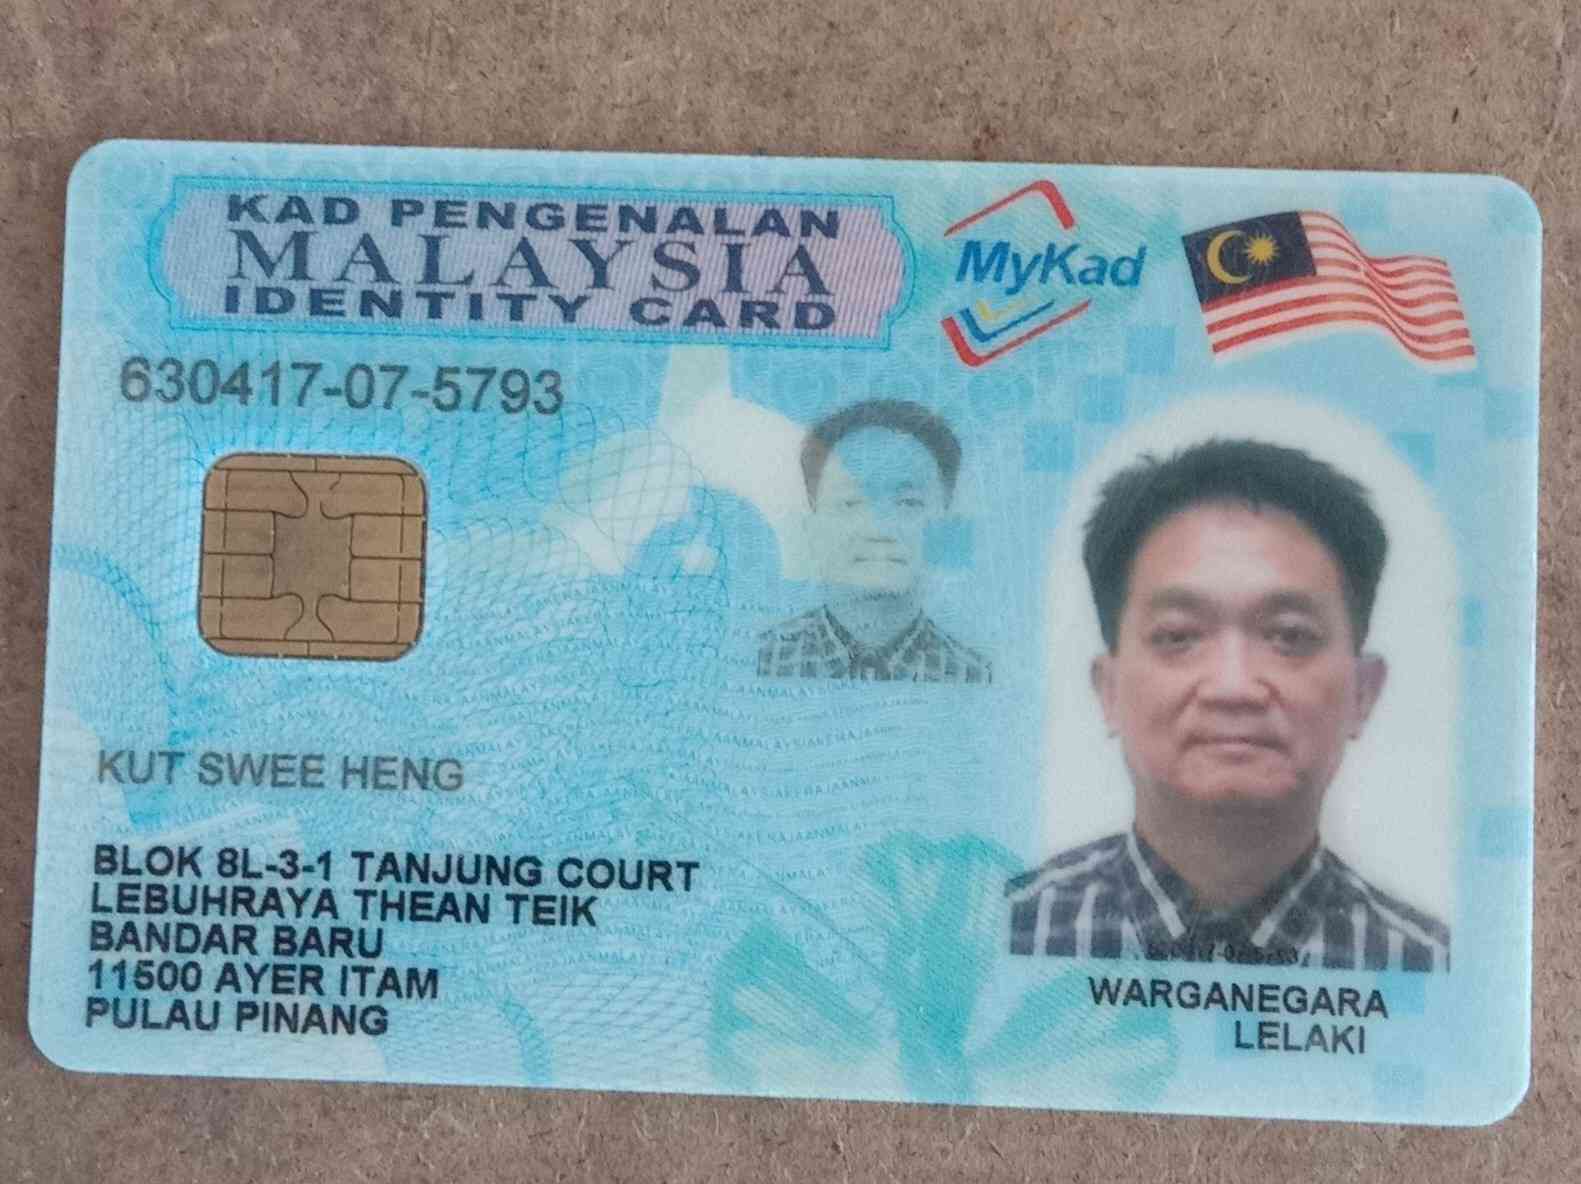 KAD PENGENALAN
MALAYSIA
IDENTITY CARD
MyKad
630417-07-5793
KUT SWEE HENG
BLOK 8L-3-1 TANJUNG COURT
LEBUHRAYA THEAN TEIK
BANDAR BARU
11500 AYER ITAM
PULAU PINANG
WARGANEGARA
LELAKI